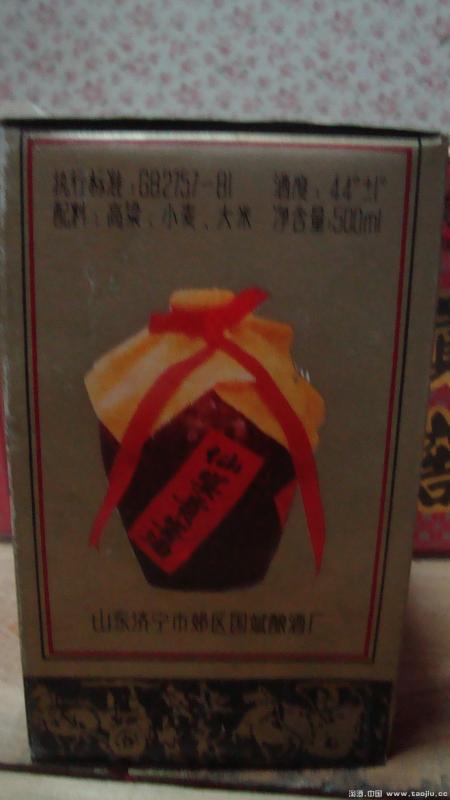 执行标准：GB2757-81 酒度：44°±1°
配料：高粱、小麦、大米 净含量:500ml
山东济宁市郊区国斌酿酒厂
淘酒.中国 www.taojiu.cc